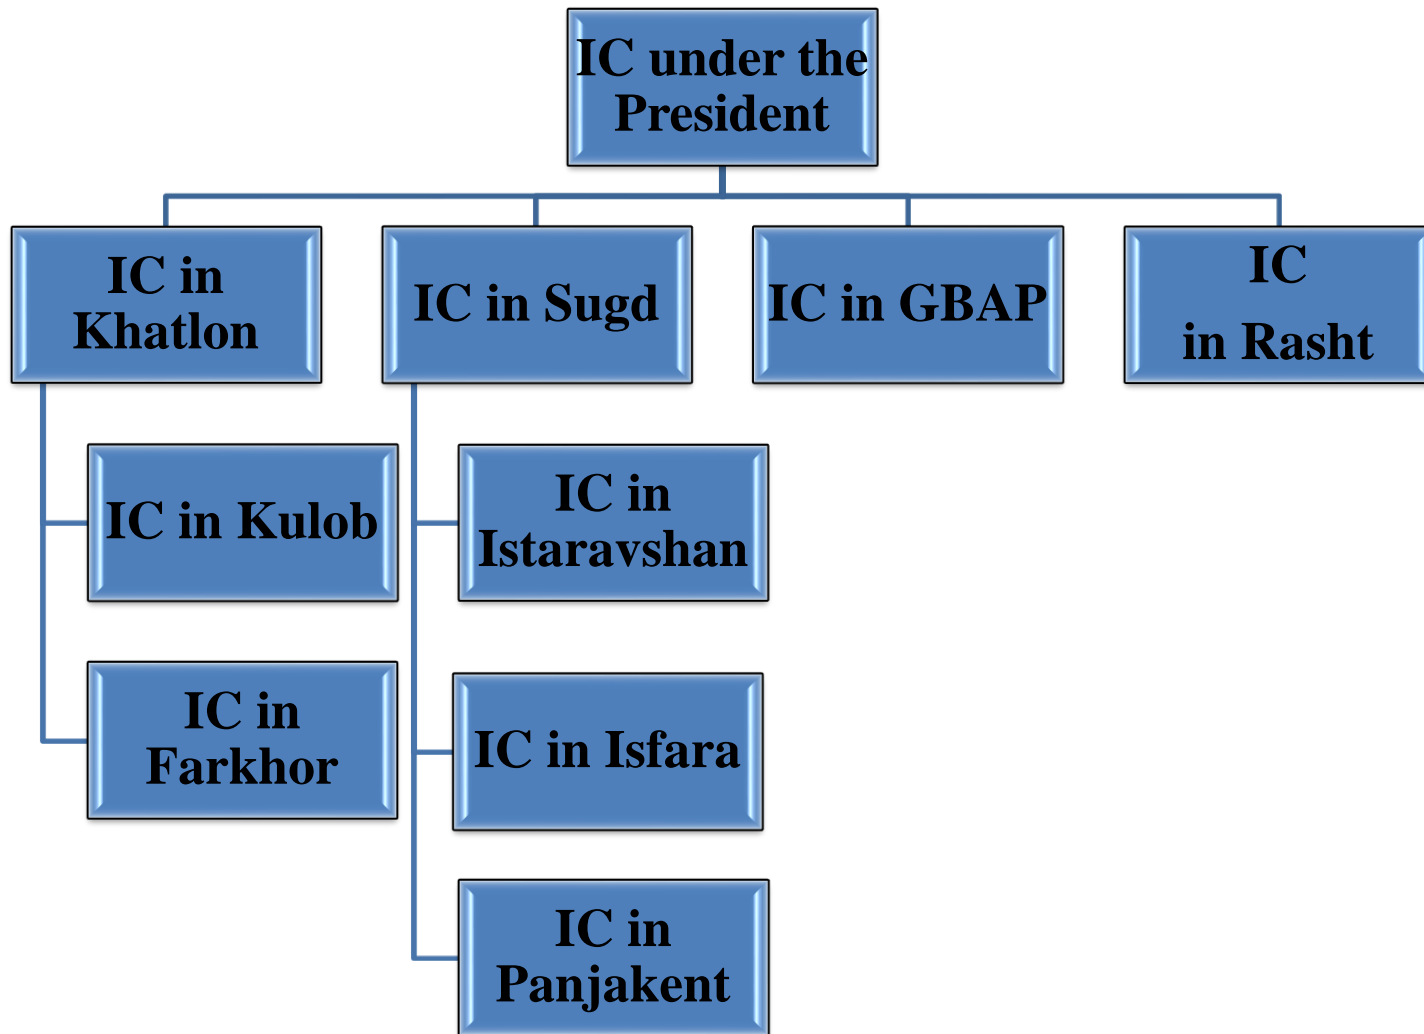 IC under the
President
IC in
Khatlon
IC in Sugd
IC in GBAP
IC
in Rasht
IC in Kulob
IC in
Istaravshan
IC in
Farkhor
IC in Isfara
IC in
Panjakent